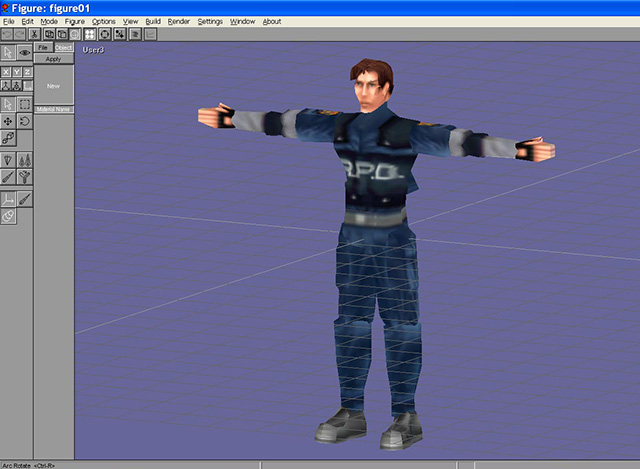 Figure: figure01
File Edit Mode Figure Options View Build Render Settings Window About
File Object
User3
Apply
X Y Z
New
Material Name
R.P.D.
Arc Rotate <Ctrl-R>